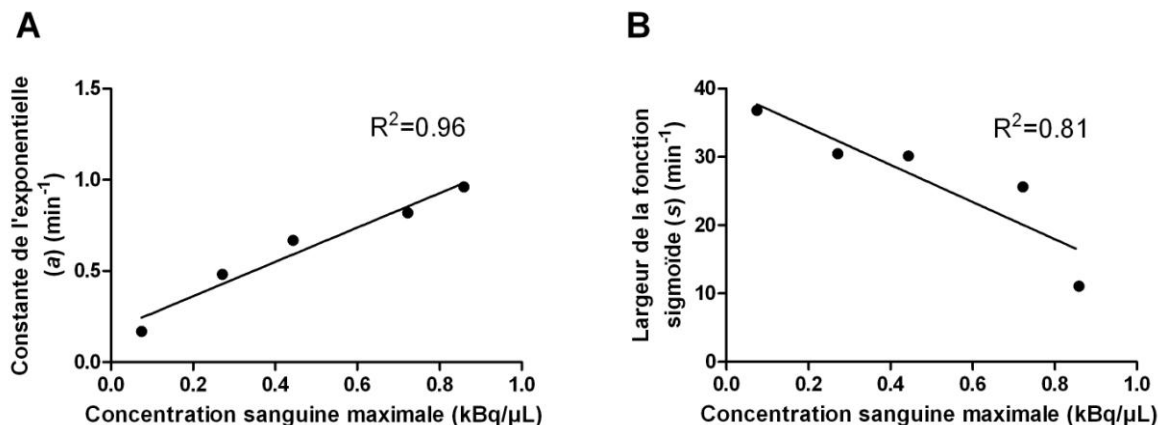 A
Constante de l'exponentielle
(a) (min-1)
1.5
1.0
0.5
0.0
R2=0.96
0.0 0.2 0.4 0.6 0.8 1.0
Concentration sanguine maximale (kBq/µL)
B
Largeur de la fonction
sigmoïde (s) (min-1)
40
30
20
10
0
R2=0.81
0.0 0.2 0.4 0.6 0.8 1.0
Concentration sanguine maximale (kBq/µL)